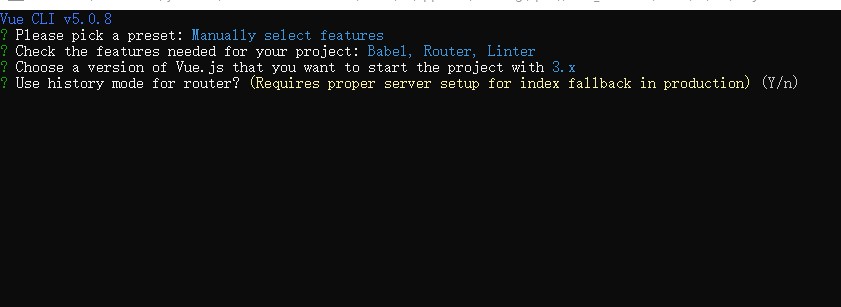 Vue CLI v5.0.8
? Please pick a preset: Manually select features
? Check the features needed for your project: Babel, Router, Linter
? Choose a version of Vue.js that you want to start the project with 3.x
? Use history mode for router? (Requires proper server setup for index fallback in production) (Y/n)